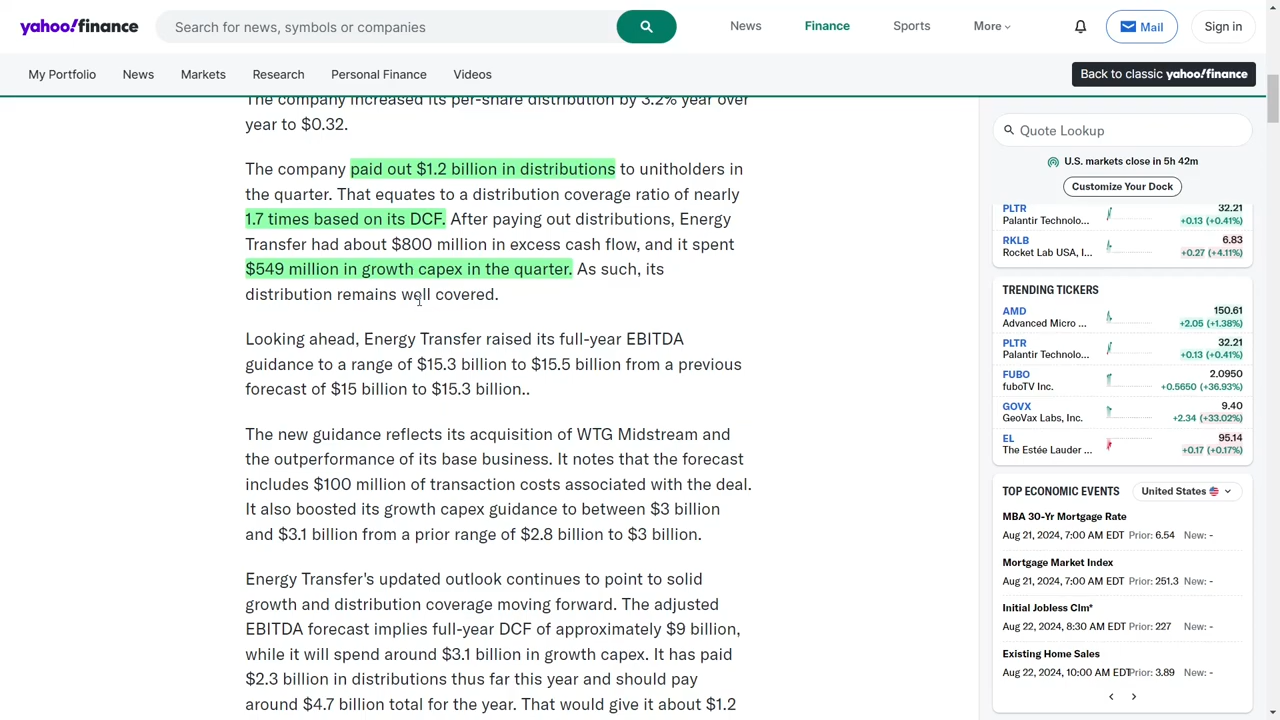 yahoo!finance
Search for news, symbols or companies
News
Finance
Sports
More
Mail
Sign in
My Portfolio
News
Markets
Research
Personal Finance
Videos
Back to classic yahoo!finance
The company increased its per-share distribution by 3.2% year over
year to $0.32.
The company paid out $1.2 billion in distributions to unitholders in
the quarter. That equates to a distribution coverage ratio of nearly
1.7 times based on its DCF. After paying out distributions, Energy
Transfer had about $800 million in excess cash flow, and it spent
$549 million in growth capex in the quarter. As such, its
distribution remains well covered.
Looking ahead, Energy Transfer raised its full-year EBITDA
guidance to a range of $15.3 billion to $15.5 billion from a previous
forecast of $15 billion to $15.3 billion..
The new guidance reflects its acquisition of WTG Midstream and
the outperformance of its base business. It notes that the forecast
includes $100 million of transaction costs associated with the deal.
It also boosted its growth capex guidance to between $3 billion
and $3.1 billion from a prior range of $2.8 billion to $3 billion.
Energy Transfer's updated outlook continues to point to solid
growth and distribution coverage moving forward. The adjusted
EBITDA forecast implies full-year DCF of approximately $9 billion,
while it will spend around $3.1 billion in growth capex. It has paid
$2.3 billion in distributions thus far this year and should pay
around $4.7 billion total for the year. That would give it about $1.2
Quote Lookup
U.S. markets close in 5h 42m
Customize Your Dock
PLTR 32.21
Palantir Technolo... +0.13 (+0.41%)
RKLB 6.83
Rocket Lab USA, I... +0.27 (+4.11%)
TRENDING TICKERS
AMD 150.61
Advanced Micro ... +2.05 (+1.38%)
PLTR 32.21
Palantir Technolo... +0.13 (+0.41%)
FUBO 2.0950
fuboTV Inc. +0.5650 (+36.93%)
GOVX 9.40
GeoVax Labs, Inc. +2.34 (+33.02%)
EL 95.14
The Estée Lauder ... +0.17 (+0.17%)
TOP ECONOMIC EVENTS United States
MBA 30-Yr Mortgage Rate
Aug 21, 2024, 7:00 AM EDT Prior: 6.54 New: -
Mortgage Market Index
Aug 21, 2024, 7:00 AM EDT Prior: 251.3 New: -
Initial Jobless Clm*
Aug 22, 2024, 8:30 AM EDT Prior: 227 New: -
Existing Home Sales
Aug 22, 2024, 10:00 AM EDT Prior: 3.89 New: -